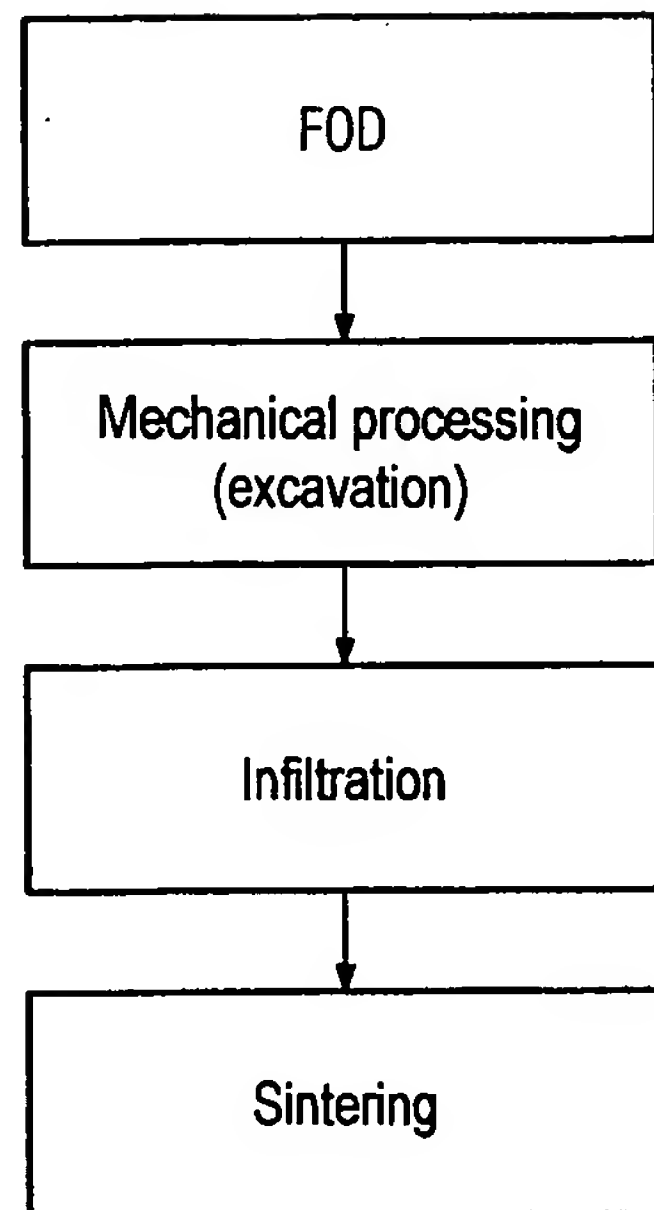 FOD
Mechanical processing
(excavation)
Infiltration
Sintering